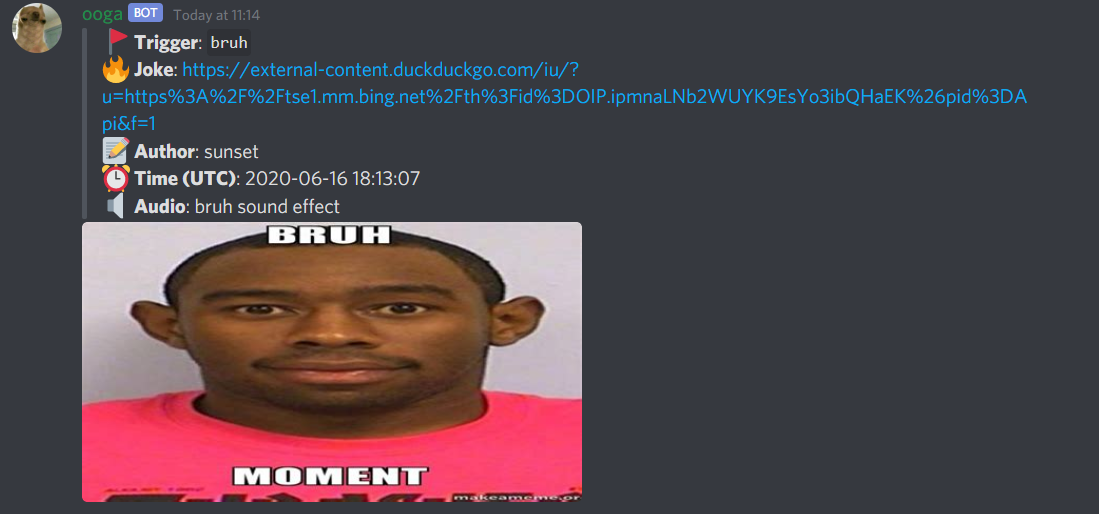 ooga BOT Today at 11:14
Trigger: bruh
Joke: https://external-content.duckduckgo.com/iu/?
u=https%3A%2F%2Ftse1.mm.bing.net%2Fth%3Fid%3DOIP.ipmnaLNb2WUYK9EsYo3ibQHaEK%26pid%3DA
pi&f=1
Author: sunset
Time (UTC): 2020-06-16 18:13:07
Audio: bruh sound effect
BRUH
MOMENT
makeameme.or